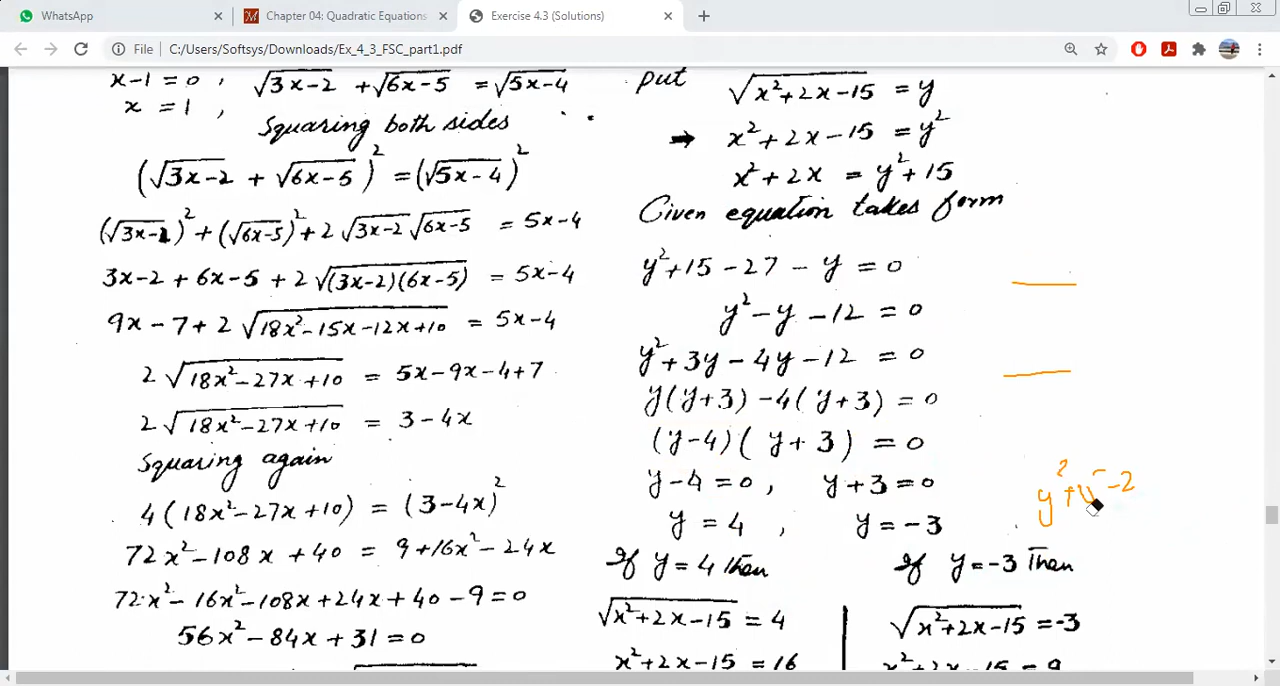 WhatsApp
Chapter 04: Quadratic Equations
Exercise 4.3 (Solutions)
File C:/Users/Softsys/Downloads/Ex_4_3_FSC_part1.pdf
x-1 = 0 , √(3x-2) + √(6x-5) = √(5x-4)
x = 1 ,
Squaring both sides
(√(3x-2) + √(6x-5))² = (√(5x-4))²
(√(3x-2))² + (√(6x-5))² + 2 √(3x-2) √(6x-5) = 5x-4
3x-2 + 6x-5 + 2 √((3x-2)(6x-5)) = 5x-4
9x-7 + 2 √(18x²-15x-12x+10) = 5x-4
2 √(18x²-27x+10) = 5x-9x-4+7
2 √(18x²-27x+10) = 3-4x
Squaring again
4(18x²-27x+10) = (3-4x)²
72x²-108x+40 = 9+16x²-24x
72x²-16x²-108x+24x+40-9=0
56x²-84x+31=0
put √(x²+2x-15) = y
→ x²+2x-15 = y²
x²+2x = y²+15
Given equation takes form
y²+15-27-y = 0
y²-y-12 = 0
y²+3y-4y-12 = 0
y(y+3)-4(y+3) = 0
(y-4)(y+3) = 0
y-4=0, y+3=0
y = 4 , y = -3
If y=4 then
√(x²+2x-15) = 4
x²+2x-15 = 16
If y=-3 Then
√(x²+2x-15) = -3
x²+2x-15 = 9